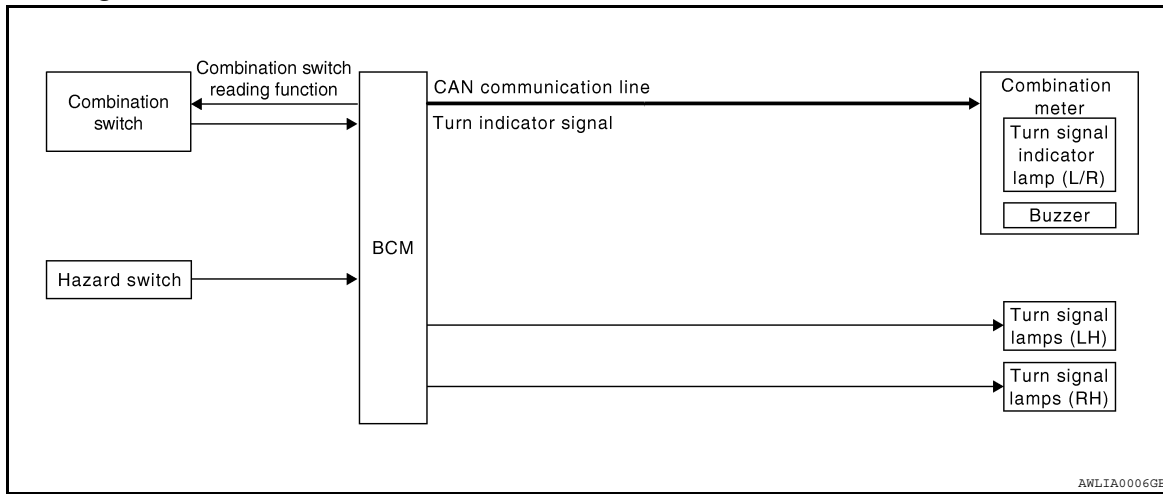 Combination switch
reading function
Combination
switch
CAN communication line
Turn indicator signal
Combination
meter
Turn signal
indicator
lamp (L/R)
Buzzer
BCM
Hazard switch
Turn signal
lamps (LH)
Turn signal
lamps (RH)